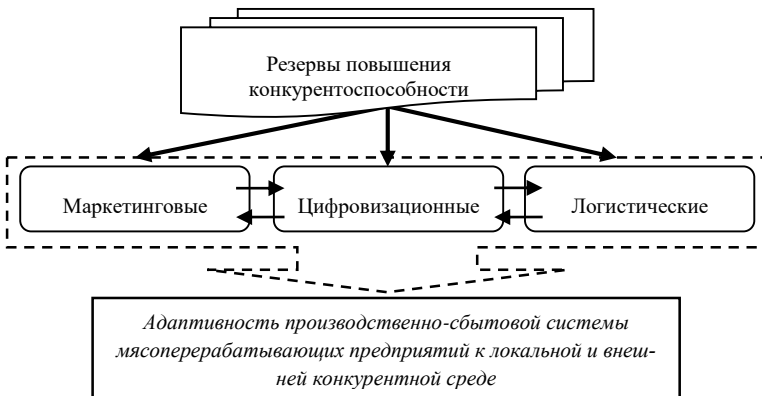 Резервы повышения
конкурентоспособности
Маркетинговые
Цифровизационные
Логистические
Адаптивность производственно-сбытовой системы
мясоперерабатывающих предприятий к локальной и внеш-
ней конкурентной среде